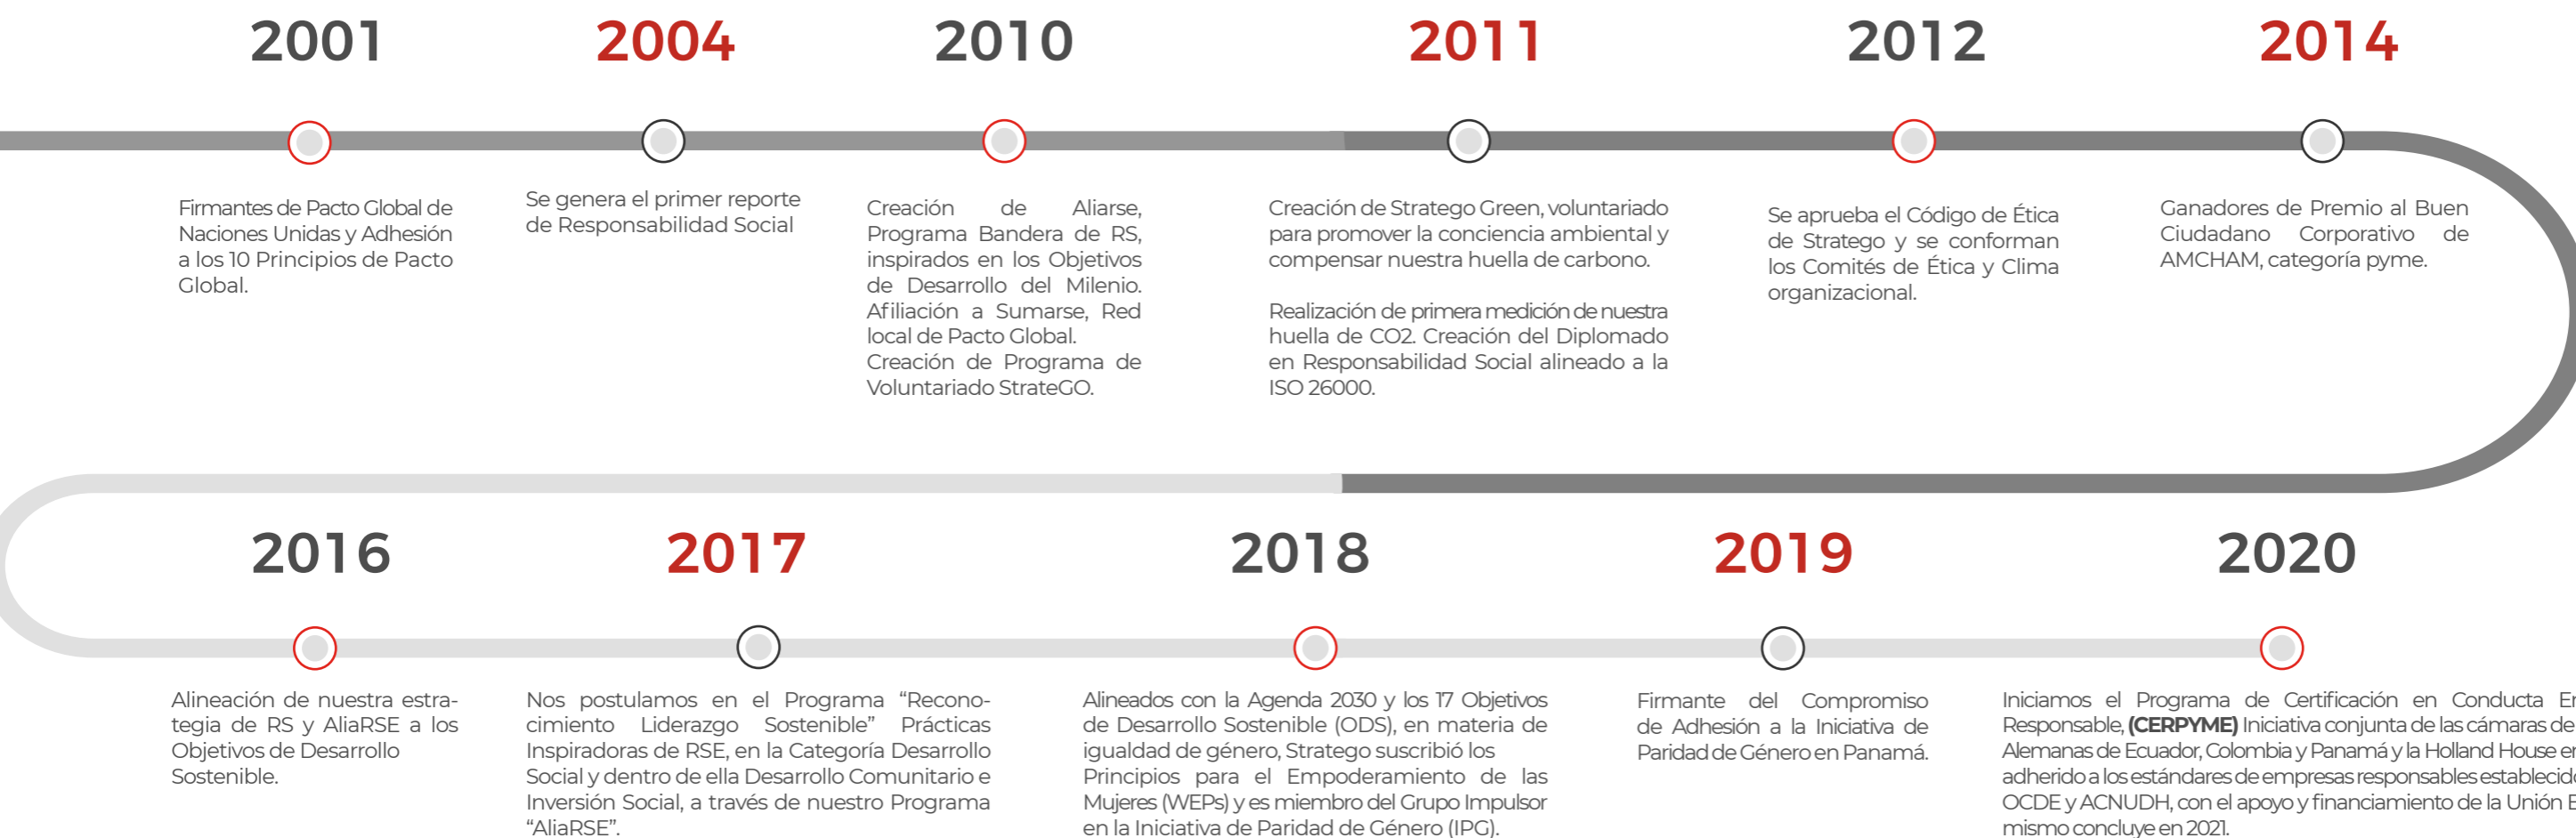 2001
Firmantes de Pacto Global de
Naciones Unidas y Adhesión
a los 10 Principios de Pacto
Global.
2004
Se genera el primer reporte
de Responsabilidad Social
2010
Creación de Aliarse,
Programa Bandera de RS,
inspirados en los Objetivos
de Desarrollo del Milenio.
Afiliación a Sumarse, Red
local de Pacto Global.
Creación de Programa de
Voluntariado StrateGO.
2011
Creación de Stratego Green, voluntariado
para promover la conciencia ambiental y
compensar nuestra huella de carbono.
Realización de primera medición de nuestra
huella de CO2. Creación del Diplomado
en Responsabilidad Social alineado a la
ISO 26000.
2012
Se aprueba el Código de Ética
de Stratego y se conforman
los Comités de Ética y Clima
organizacional.
2014
Ganadores de Premio al Buen
Ciudadano Corporativo de
AMCHAM, categoría pyme.
2016
Alineación de nuestra estra-
tegia de RS y AliaRSE a los
Objetivos de Desarrollo
Sostenible.
2017
Nos postulamos en el Programa “Recono-
cimiento Liderazgo Sostenible” Prácticas
Inspiradoras de RSE, en la Categoría Desarrollo
Social y dentro de ella Desarrollo Comunitario e
Inversión Social, a través de nuestro Programa
“AliaRSE”.
2018
Alineados con la Agenda 2030 y los 17 Objetivos
de Desarrollo Sostenible (ODS), en materia de
igualdad de género, Stratego suscribió los
Principios para el Empoderamiento de las
Mujeres (WEPs) y es miembro del Grupo Impulsor
en la Iniciativa de Paridad de Género (IPG).
2019
Firmante del Compromiso
de Adhesión a la Iniciativa de
Paridad de Género en Panamá.
2020
Iniciamos el Programa de Certificación en Conducta
Responsable, (CERPYME) Iniciativa conjunta de las cámaras de
Alemanas de Ecuador, Colombia y Panamá y la Holland House
adherido a los estándares de empresas responsables
OCDE y ACNUDH, con el apoyo y financiamiento de la Unión
mismo concluye en 2021.